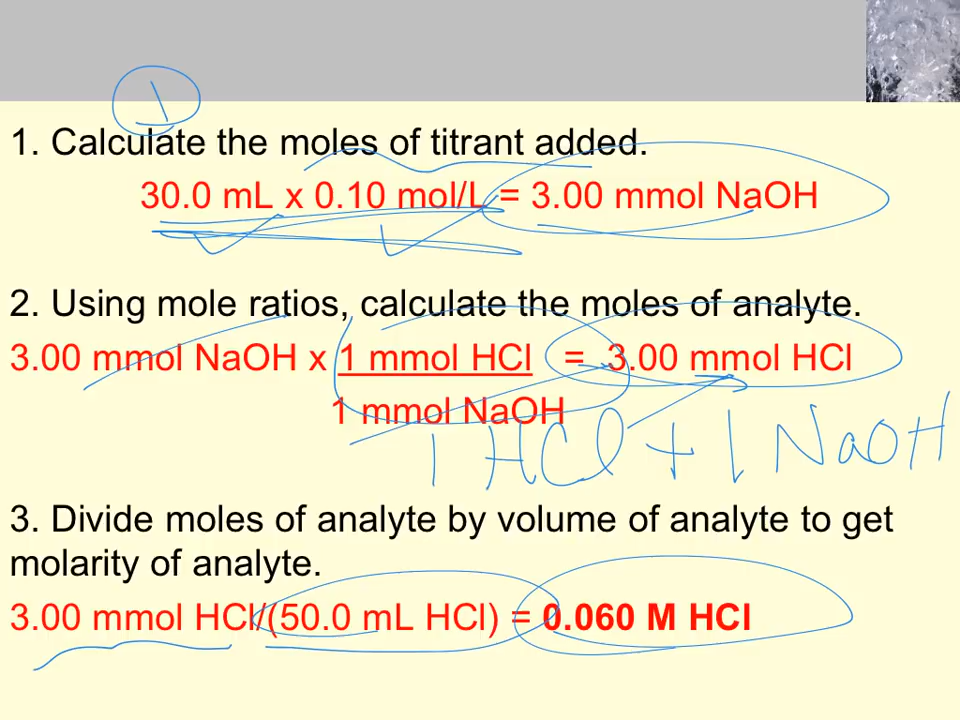 1
1. Calculate the moles of titrant added.
30.0 mL x 0.10 mol/L = 3.00 mmol NaOH
2. Using mole ratios, calculate the moles of analyte.
3.00 mmol NaOH x 1 mmol HCl = 3.00 mmol HCl
1 mmol NaOH
1 HCl + 1 NaOH
3. Divide moles of analyte by volume of analyte to get
molarity of analyte.
3.00 mmol HCl/(50.0 mL HCl) = 0.060 M HCl